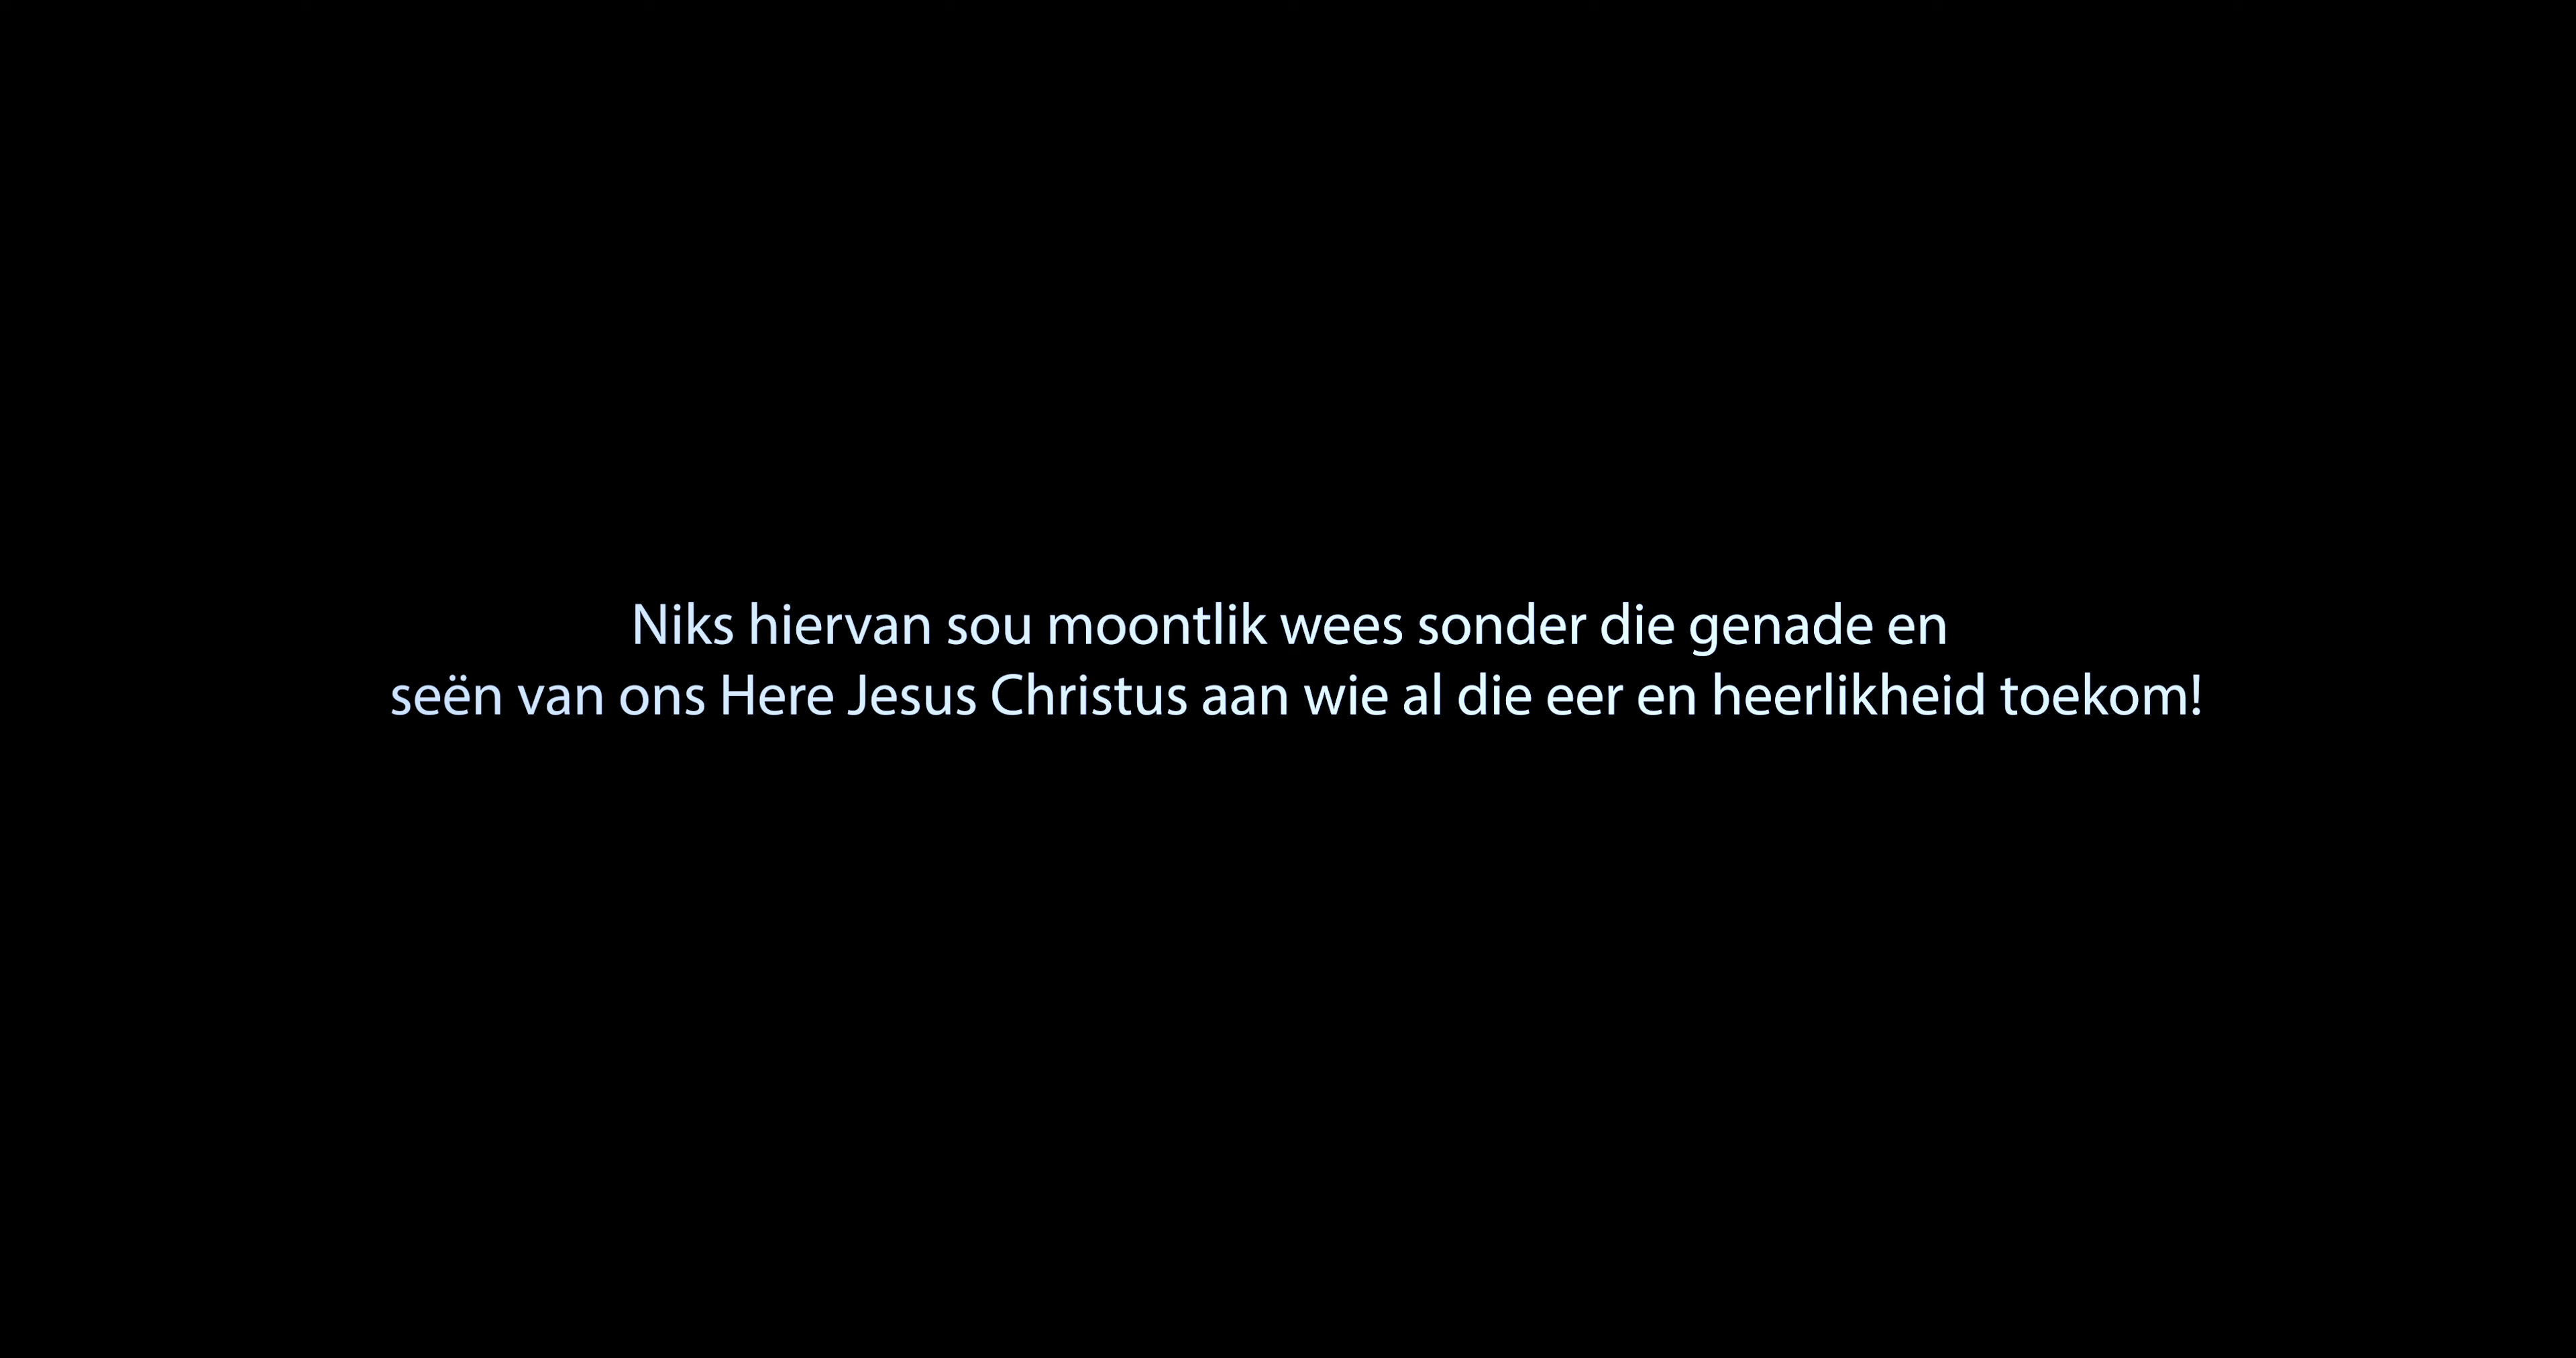 Niks hiervan sou moontlik wees sonder die genade en
seën van ons Here Jesus Christus aan wie al die eer en heerlikheid toekom!